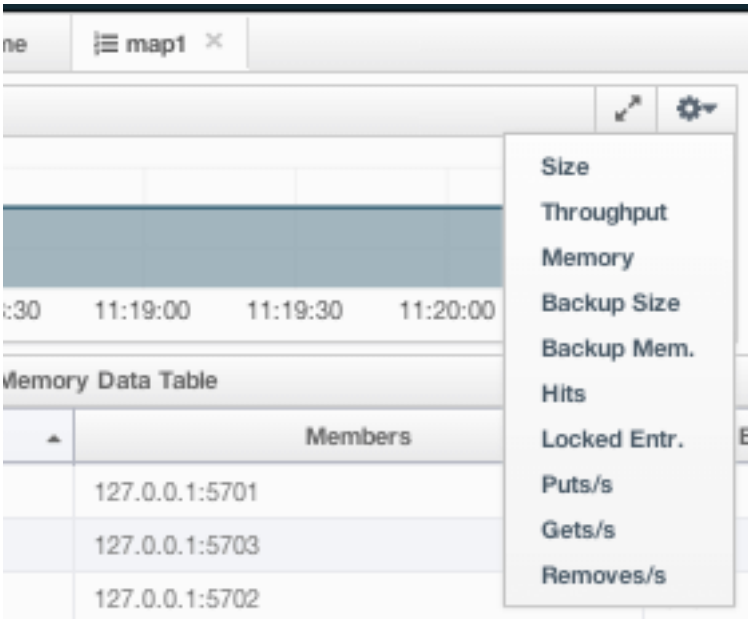 me
map1
Size
Throughput
Memory
Backup Size
Backup Mem.
Hits
Locked Entr.
Puts/s
Gets/s
Removes/s
:30 11:19:00 11:19:30 11:20:00
Memory Data Table
Members
127.0.0.1:5701
127.0.0.1:5703
127.0.0.1:5702